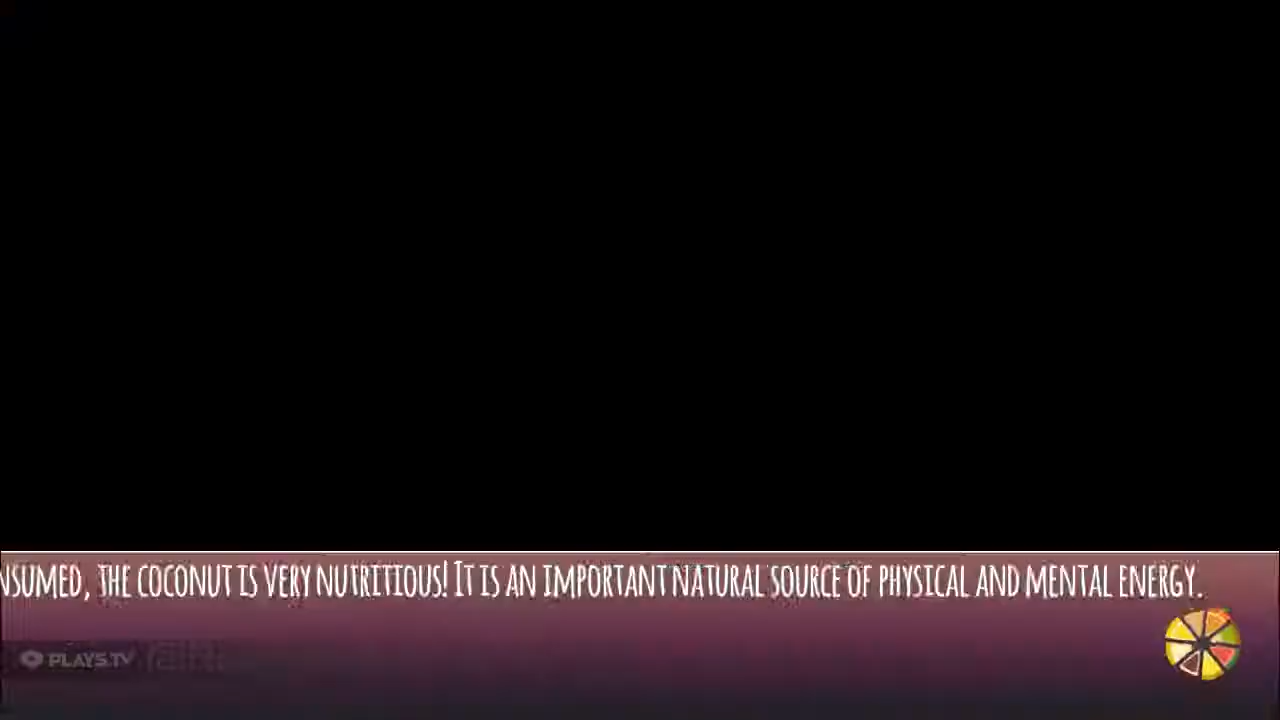 NSUMED, THE COCONUT IS VERY NUTRITIOUS! IT IS AN IMPORTANT NATURAL SOURCE OF PHYSICAL AND MENTAL ENERGY.
PLAYS.TV